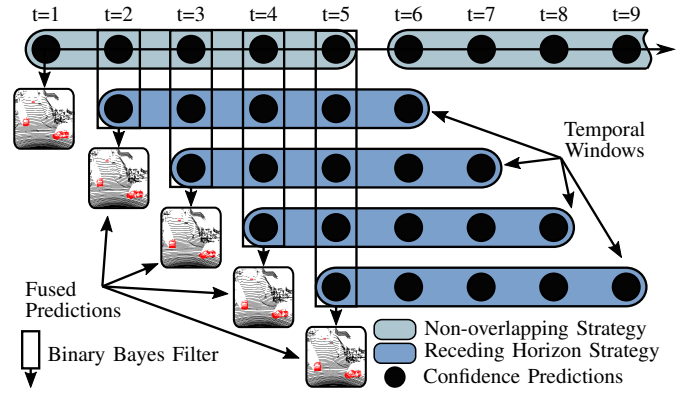 t=1 t=2 t=3 t=4 t=5 t=6 t=7 t=8 t=9
Temporal
Windows
Fused
Predictions
Binary Bayes Filter
Non-overlapping Strategy
Receding Horizon Strategy
Confidence Predictions